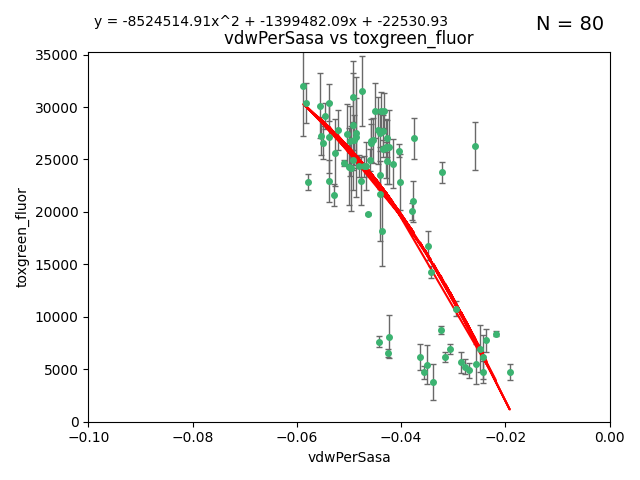 y = -8524514.91x^2 + -1399482.09x + -22530.93
N = 80
vdwPerSasa vs toxgreen_fluor
35000
30000
25000
20000
15000
10000
5000
0
toxgreen_fluor
−0.10
−0.08
−0.06
−0.04
−0.02
0.00
vdwPerSasa